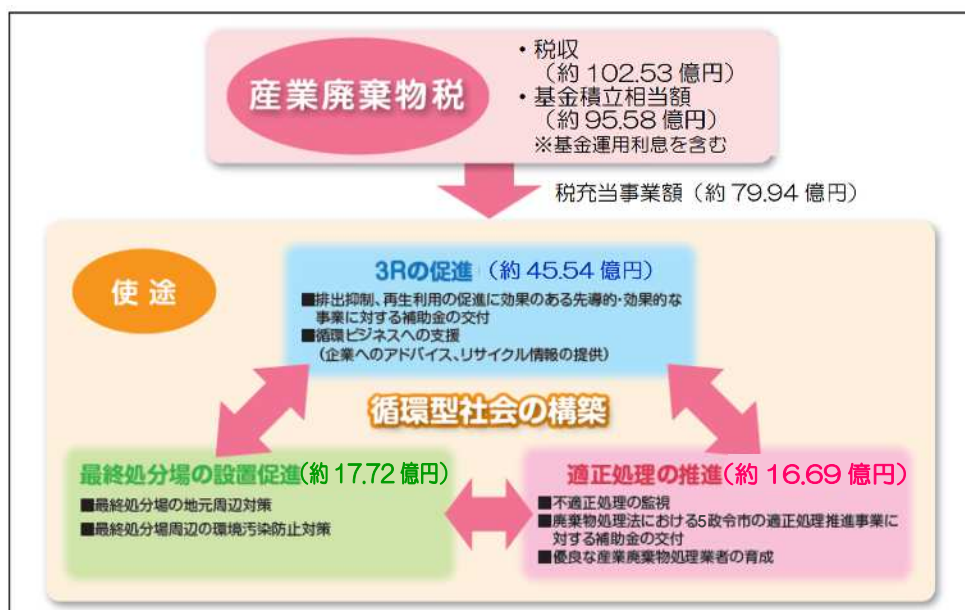 産業廃棄物税
・税収
（約 102.53 億円）
・基金積立相当額
（約 95.58 億円）
※基金運用利息を含む
税充当事業額（約 79.94 億円）
使途
3Rの促進 （約 45.54 億円）
■排出抑制、再生利用の促進に効果のある先導的・効果的な
事業に対する補助金の交付
■循環ビジネスへの支援
（企業へのアドバイス、リサイクル情報の提供）
循環型社会の構築
最終処分場の設置促進（約 17.72 億円）
■最終処分場の地元周辺対策
■最終処分場周辺の環境汚染防止対策
適正処理の推進（約 16.69 億円）
■不適正処理の監視
■廃棄物処理法における5政令市の適正処理推進事業に
対する補助金の交付
■優良な産業廃棄物処理業者の育成